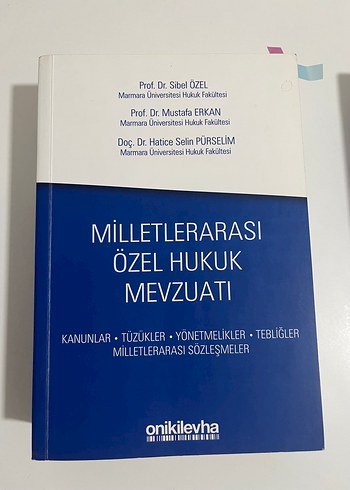 Prof. Dr. Sibel ÖZEL
Marmara Üniversitesi Hukuk Fakültesi
Prof. Dr. Mustafa ERKAN
Marmara Üniversitesi Hukuk Fakültesi
Doç. Dr. Hatice Selin PÜRSELİM
Marmara Üniversitesi Hukuk Fakültesi
MİLLETLERARASI
ÖZEL HUKUK
MEVZUATI
KANUNLAR • TÜZÜKLER • YÖNETMELİKLER • TEBLİĞLER
MİLLETLERARASI SÖZLEŞMELER
onikilevha